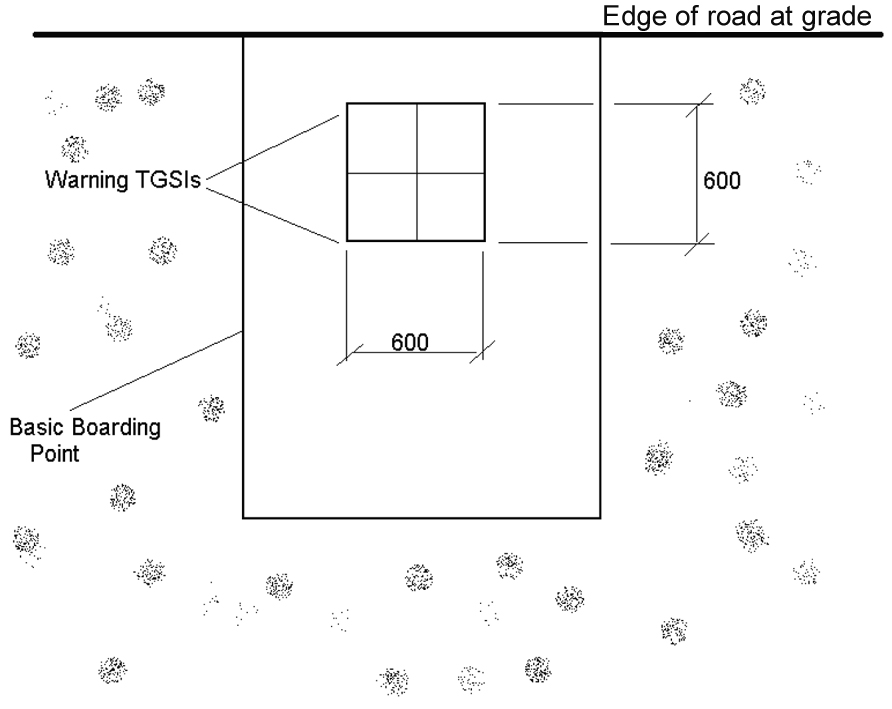 Edge of road at grade
Warning TGSIs
600
600
Basic Boarding
Point